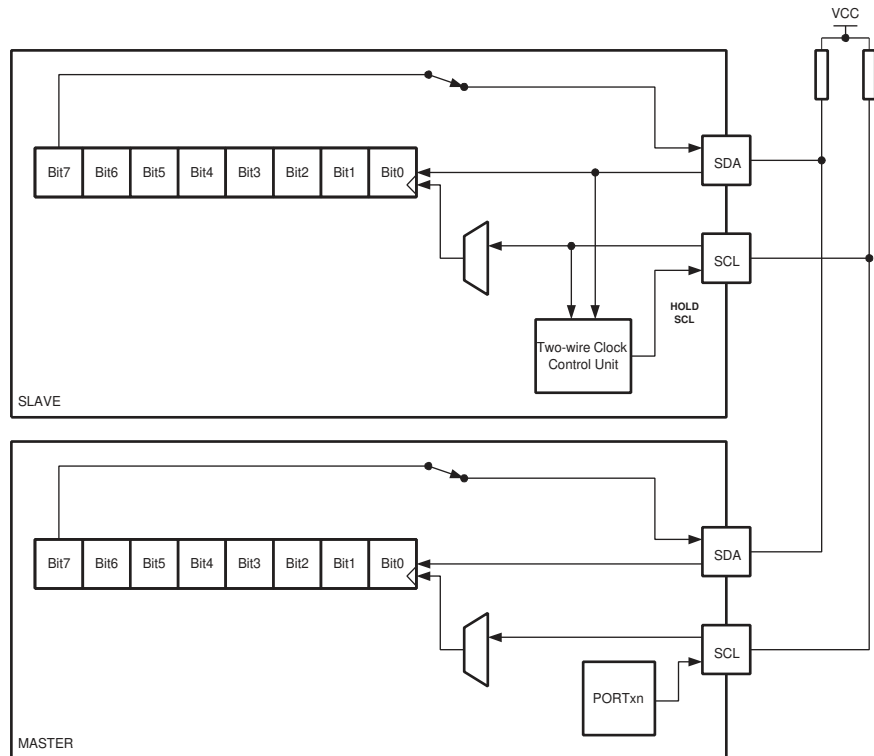 VCC
Bit7 Bit6 Bit5 Bit4 Bit3 Bit2 Bit1 Bit0
SDA
SCL
HOLD
SCL
Two-wire Clock
Control Unit
SLAVE
Bit7 Bit6 Bit5 Bit4 Bit3 Bit2 Bit1 Bit0
SDA
SCL
PORTxn
MASTER